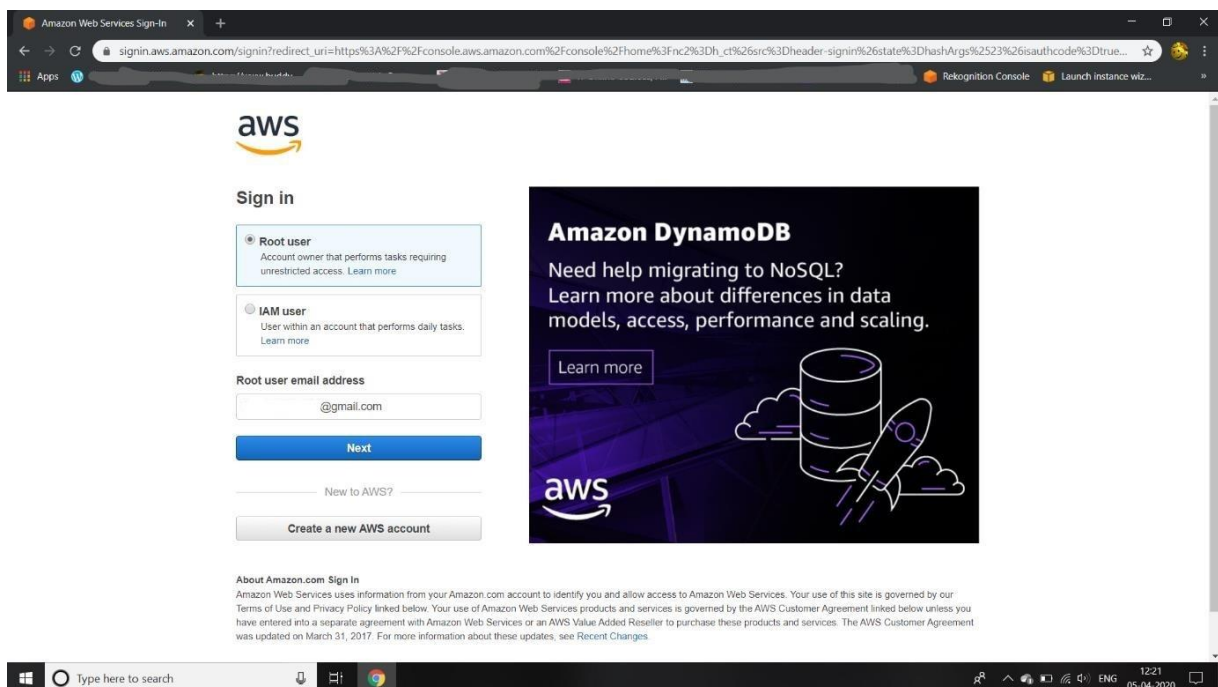 Amazon Web Services Sign-In
signin.aws.amazon.com/signin?redirect_uri=https%3A%2F%2Fconsole.aws.amazon.com%2Fconsole%2Fhome%3Fnc2%3Dh_ct%26src%3Dheader-signin%26state%3DhashArgs%2523%26isauthcode%3Dtrue...
Apps
Rekognition Console
Launch instance wiz...
aws
Sign in
Root user
Account owner that performs tasks requiring
unrestricted access. Learn more
IAM user
User within an account that performs daily tasks.
Learn more
Root user email address
@gmail.com
Next
New to AWS?
Create a new AWS account
Amazon DynamoDB
Need help migrating to NoSQL?
Learn more about differences in data
models, access, performance and scaling.
Learn more
aws
About Amazon.com Sign In
Amazon Web Services uses information from your Amazon.com account to identify you and allow access to Amazon Web Services. Your use of this site is governed by our
Terms of Use and Privacy Policy linked below. Your use of Amazon Web Services products and services is governed by the AWS Customer Agreement linked below unless you
have entered into a separate agreement with Amazon Web Services or an AWS Value Added Reseller to purchase these products and services. The AWS Customer Agreement
was updated on March 31, 2017. For more information about these updates, see Recent Changes.
Type here to search
ENG
12:21
05-04-2020